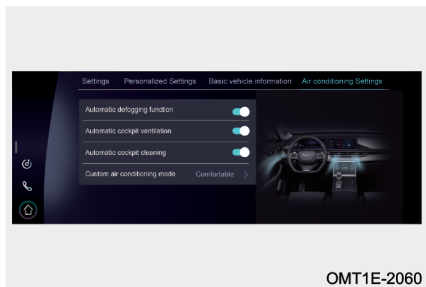 Settings Personalized Settings Basic vehicle information Air conditioning Settings
Automatic defogging function
Automatic cockpit ventilation
Automatic cockpit cleaning
Custom air conditioning mode Comfortable >
OMT1E-2060